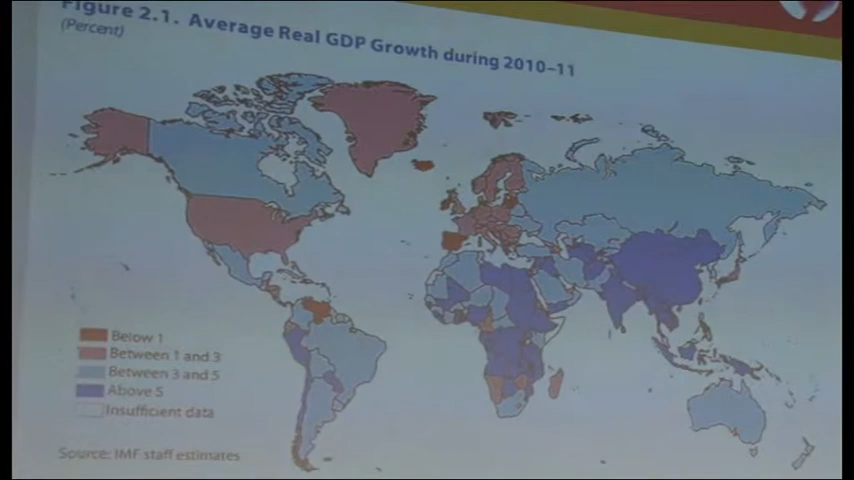 Figure 2.1. Average Real GDP Growth during 2010–11
(Percent)
Below 1
Between 1 and 3
Between 3 and 5
Above 5
Insufficient data
Source: IMF staff estimates